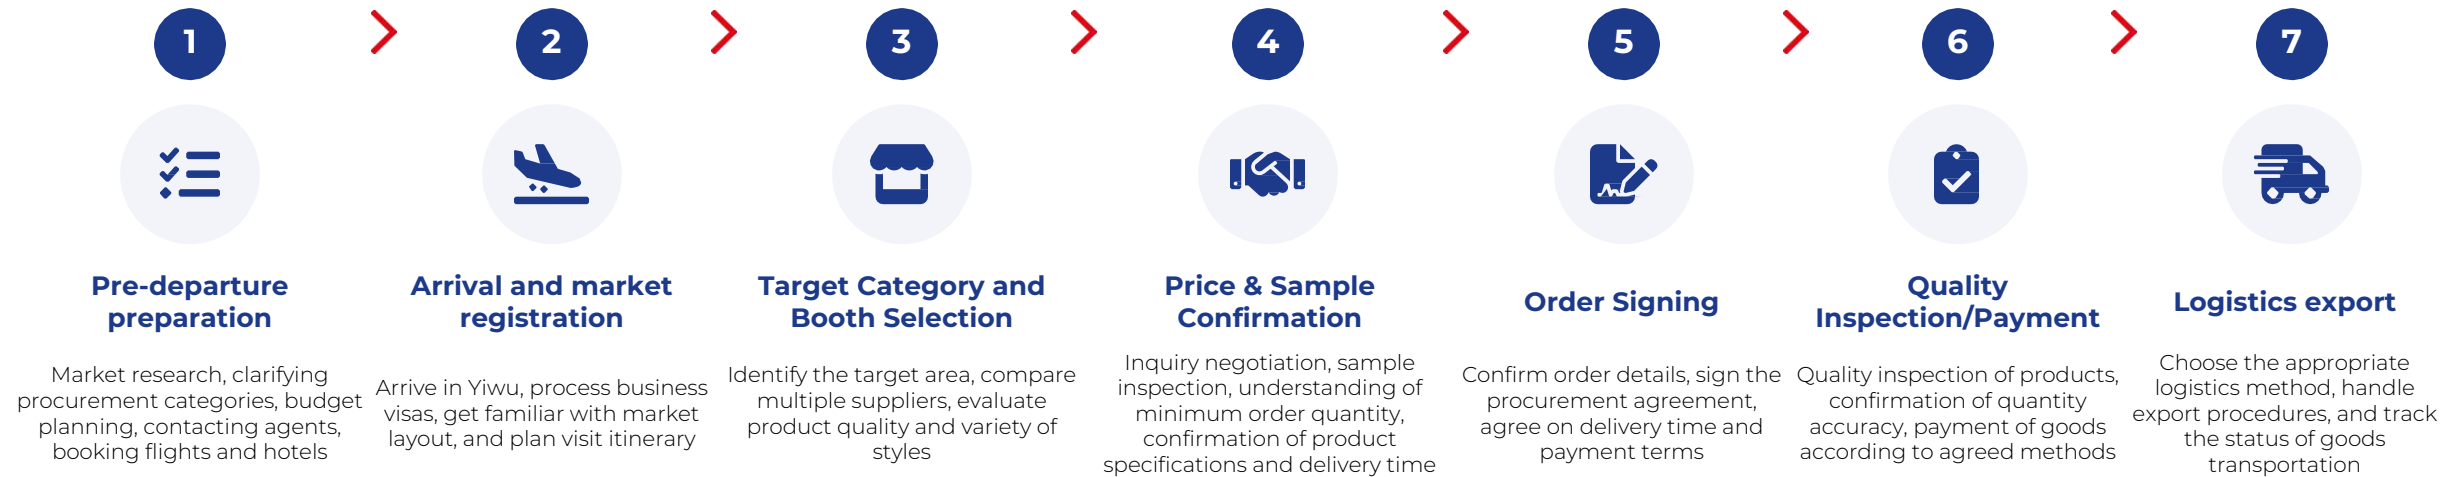 1
2
3
4
5
6
7
Pre-departure
preparation
Market research, clarifying
procurement categories, budget
planning, contacting agents,
booking flights and hotels
Arrival and market
registration
Arrive in Yiwu, process business
visas, get familiar with market
layout, and plan visit itinerary
Target Category and
Booth Selection
Identify the target area, compare
multiple suppliers, evaluate
product quality and variety of
styles
Price & Sample
Confirmation
Inquiry negotiation, sample
inspection, understanding of
minimum order quantity,
confirmation of product
specifications and delivery time
Order Signing
Confirm order details, sign the
procurement agreement,
agree on delivery time and
payment terms
Quality
Inspection/Payment
Quality inspection of products,
confirmation of quantity
accuracy, payment of goods
according to agreed methods
Logistics export
Choose the appropriate
logistics method, handle
export procedures, and track
the status of goods
transportation